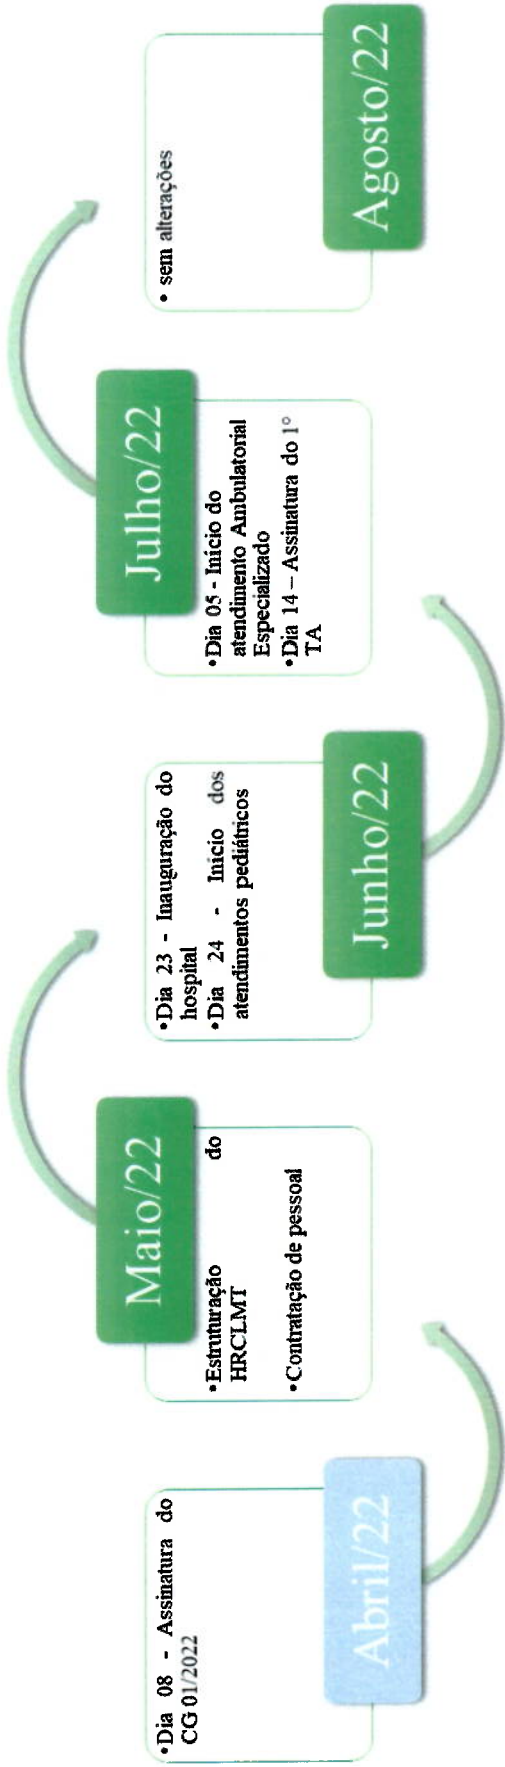 •Dia 08 - Assinatura do
CG 01/2022
Abril/22
Maio/22
•Estruturação do
HRCLMT
•Contratação de pessoal
•Dia 23 - Inauguração do
hospital
•Dia 24 - Início dos
atendimentos pediátricos
Junho/22
Julho/22
•Dia 05 - Início do
atendimento Ambulatorial
Especializado
•Dia 14 – Assinatura do 1º
TA
• sem alterações
Agosto/22